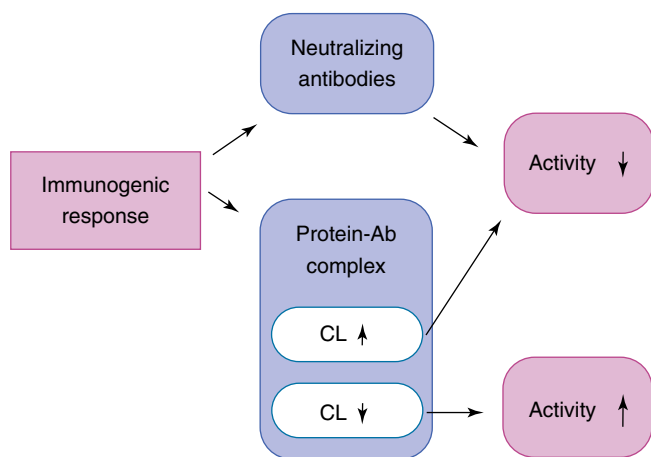 Neutralizing
antibodies
Immunogenic
response
Activity ↓
Protein-Ab
complex
CL ↑
CL ↓
Activity ↑